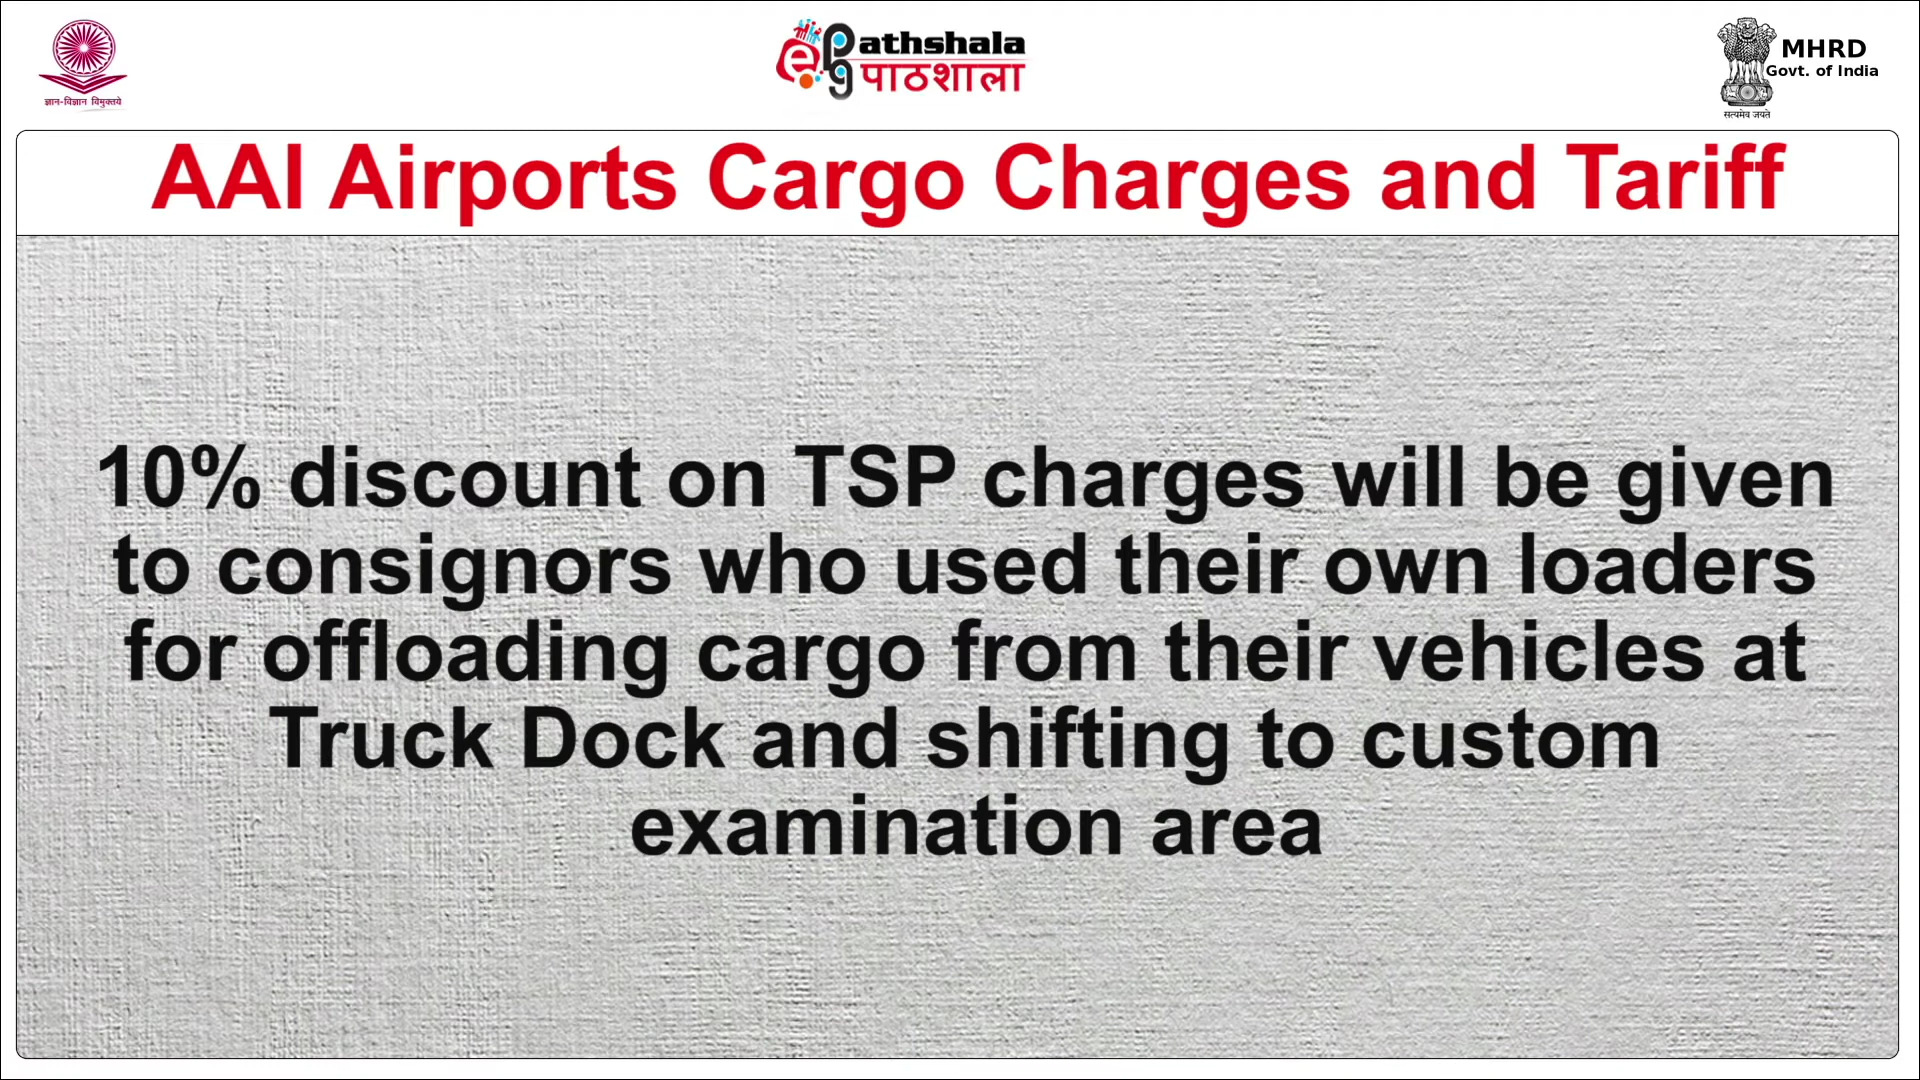 ज्ञान-विज्ञान विमुक्तये
ePG athshala
पाठशाला
MHRD
Govt. of India
सत्यमेव जयते
AAI Airports Cargo Charges and Tariff
10% discount on TSP charges will be given
to consignors who used their own loaders
for offloading cargo from their vehicles at
Truck Dock and shifting to custom
examination area